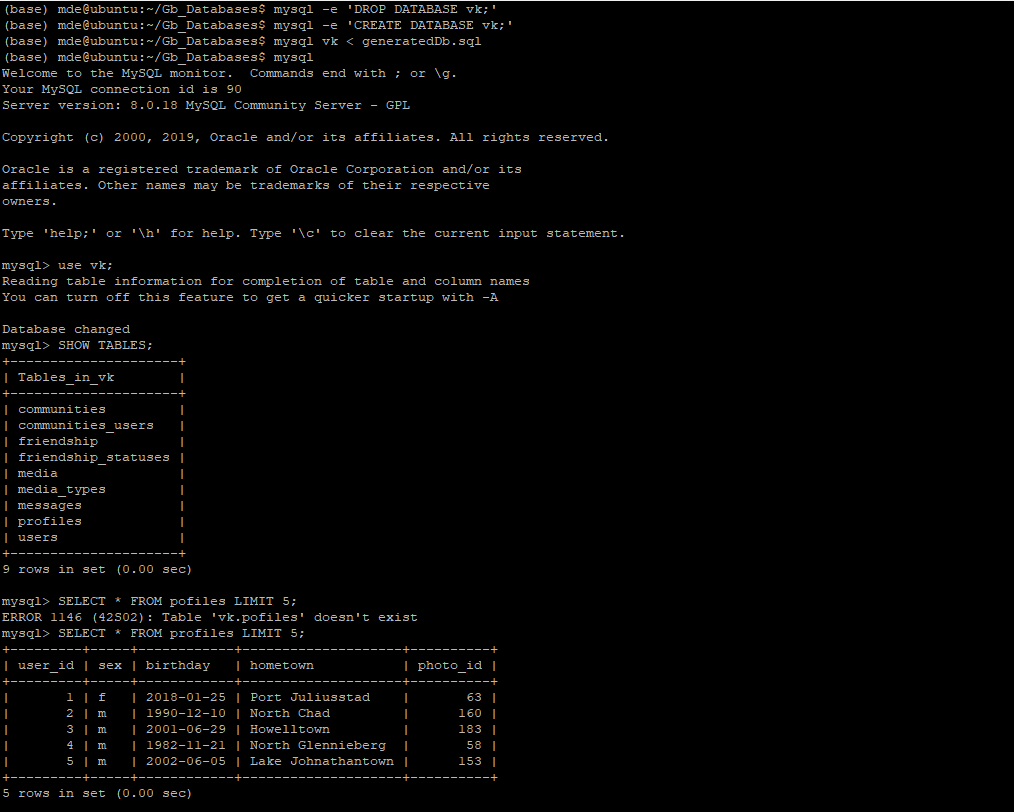 (base) mde@ubuntu:~/Gb_Databases$ mysql -e 'DROP DATABASE vk;'
(base) mde@ubuntu:~/Gb_Databases$ mysql -e 'CREATE DATABASE vk;'
(base) mde@ubuntu:~/Gb_Databases$ mysql vk < generatedDb.sql
(base) mde@ubuntu:~/Gb_Databases$ mysql
Welcome to the MySQL monitor.  Commands end with ; or \g.
Your MySQL connection id is 90
Server version: 8.0.18 MySQL Community Server - GPL

Copyright (c) 2000, 2019, Oracle and/or its affiliates. All rights reserved.

Oracle is a registered trademark of Oracle Corporation and/or its
affiliates. Other names may be trademarks of their respective
owners.

Type 'help;' or '\h' for help. Type '\c' to clear the current input statement.

mysql> use vk;
Reading table information for completion of table and column names
You can turn off this feature to get a quicker startup with -A

Database changed
mysql> SHOW TABLES;
+---------------------+
| Tables_in_vk        |
+---------------------+
| communities         |
| communities_users   |
| friendship          |
| friendship_statuses |
| media               |
| media_types         |
| messages            |
| profiles            |
| users               |
+---------------------+
9 rows in set (0.00 sec)

mysql> SELECT * FROM pofiles LIMIT 5;
ERROR 1146 (42S02): Table 'vk.pofiles' doesn't exist
mysql> SELECT * FROM profiles LIMIT 5;
+---------+-----+------------+--------------------+----------+
| user_id | sex | birthday   | hometown           | photo_id |
+---------+-----+------------+--------------------+----------+
|       1 | f   | 2018-01-25 | Port Juliusstad    |       63 |
|       2 | m   | 1990-12-10 | North Chad         |      160 |
|       3 | m   | 2001-06-29 | Howelltown         |      183 |
|       4 | m   | 1982-11-21 | North Glennieberg  |       58 |
|       5 | m   | 2002-06-05 | Lake Johnathantown |      153 |
+---------+-----+------------+--------------------+----------+
5 rows in set (0.00 sec)